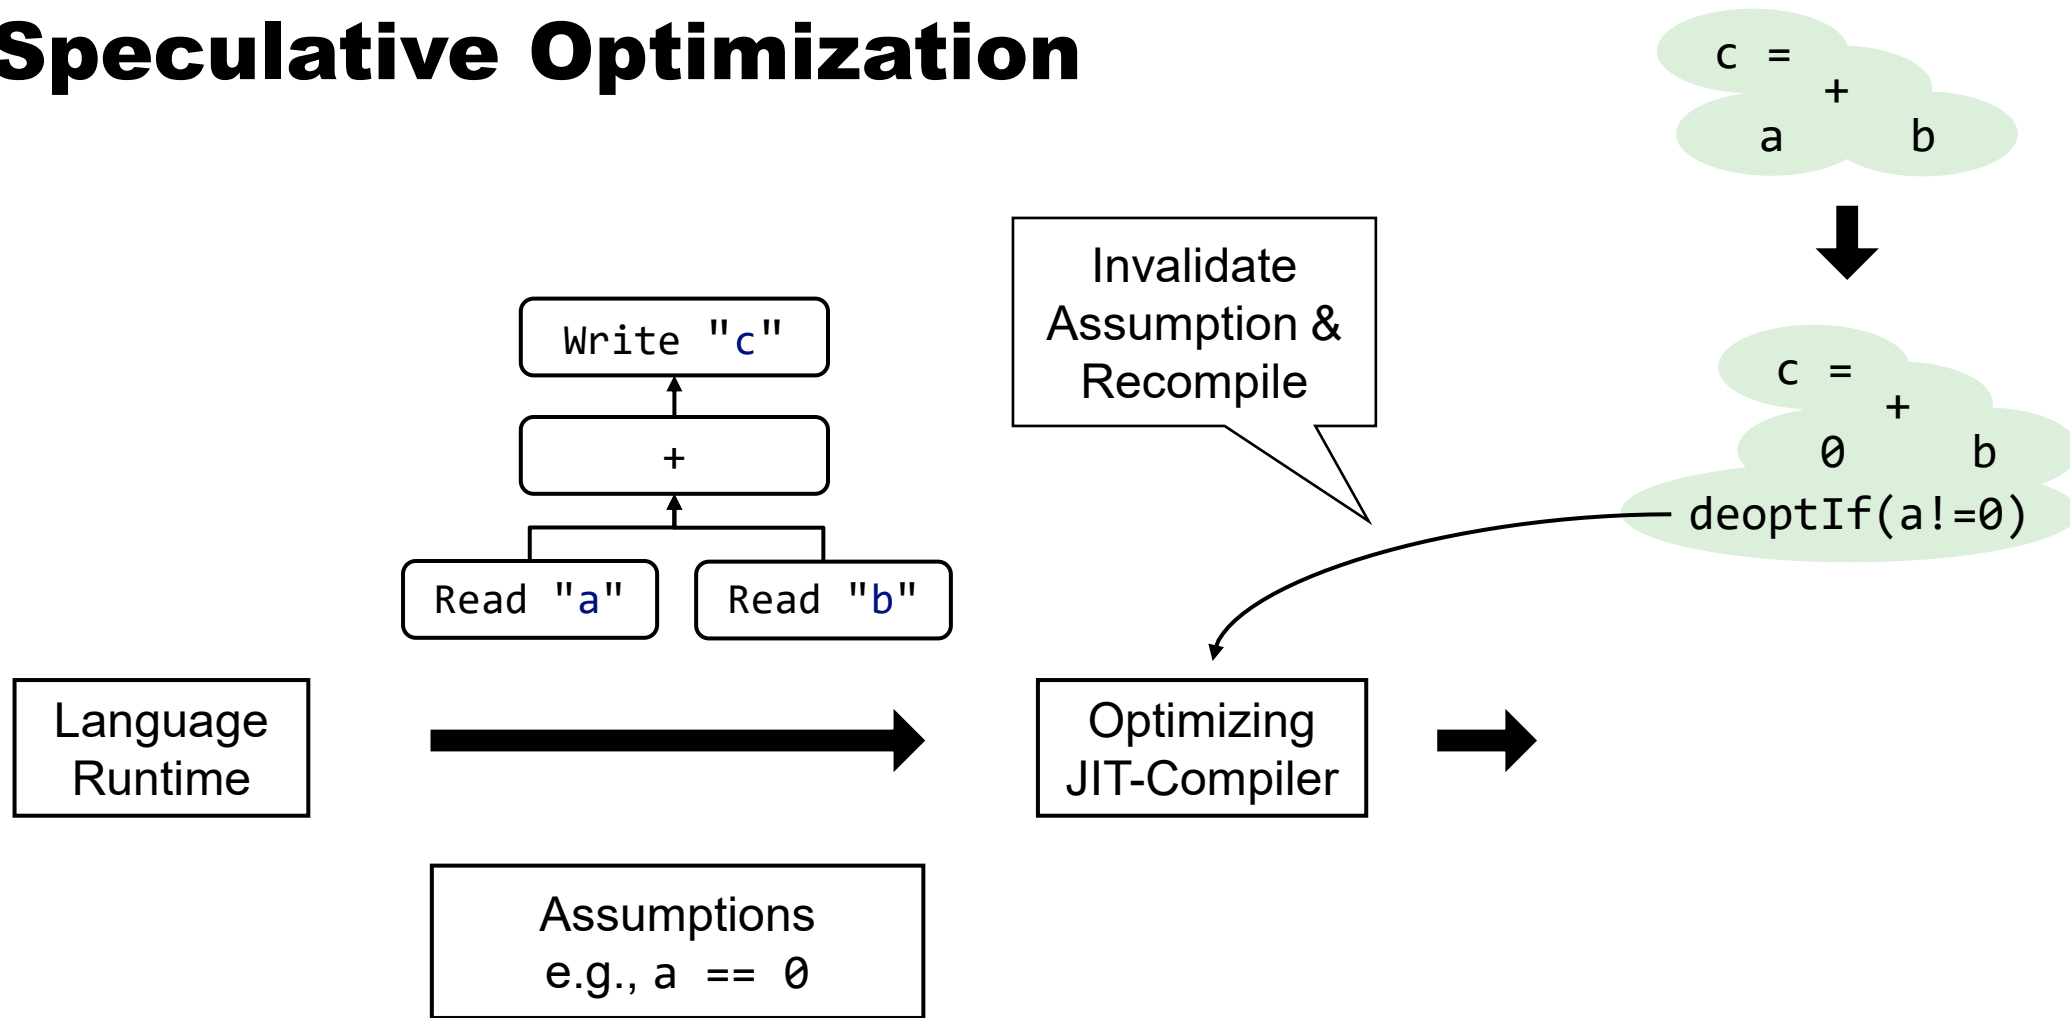 Speculative Optimization
c =
+
a b
Invalidate
Assumption &
Recompile
Write "c"
+
Read "a" Read "b"
c =
+
0 b
deoptIf(a!=0)
Language
Runtime
Optimizing
JIT-Compiler
Assumptions
e.g., a == 0